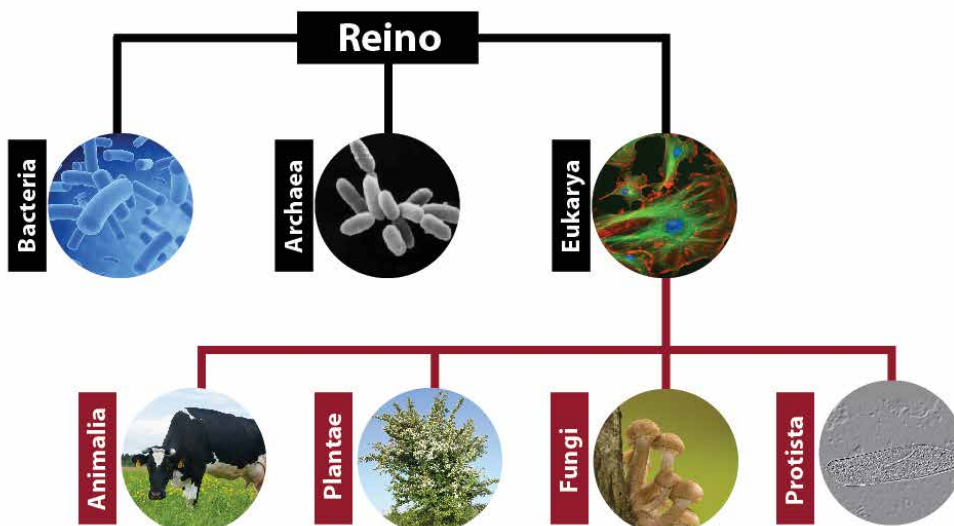 Reino
Bacteria
Archaea
Eukarya
Animalia
Plantae
Fungi
Protista